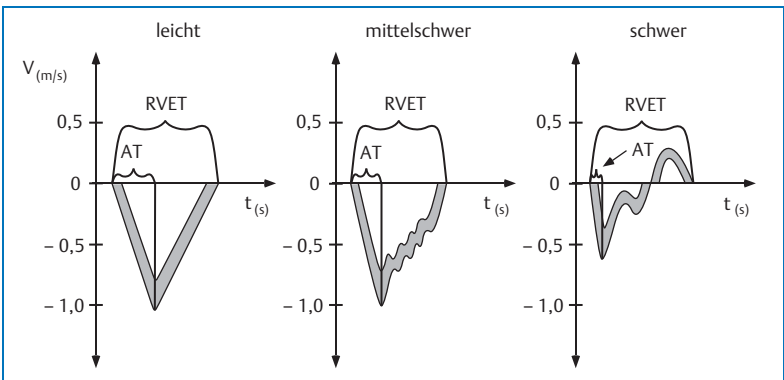 leicht
V (m/s)
RVET
AT
0,5
0
– 0,5
– 1,0
t (s)
mittelschwer
RVET
AT
0,5
0
– 0,5
– 1,0
t (s)
schwer
RVET
AT
0,5
0
– 0,5
– 1,0
t (s)